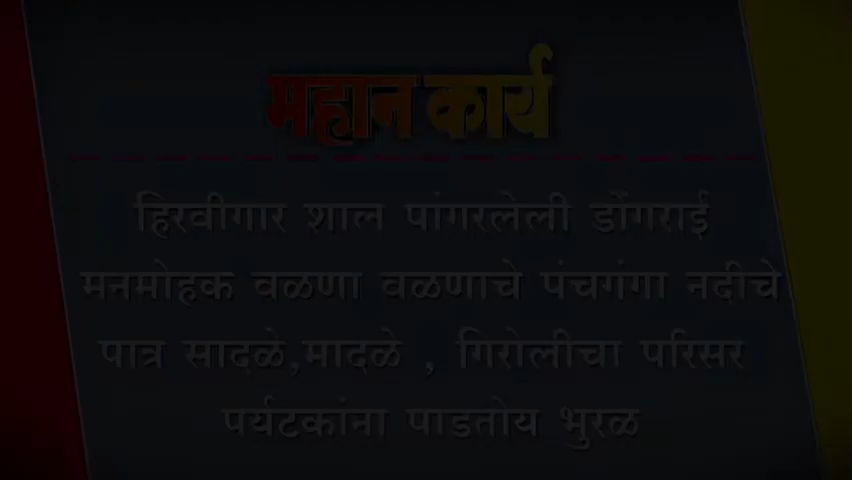 महान कार्य
हिरवीगार शाल पांगरलेली डोंगराई
मनमोहक वळणा वळणाचे पंचगंगा नदीचे
पात्र सादळे,मादळे , गिरोलीचा परिसर
पर्यटकांना पाडतोय भुरळ